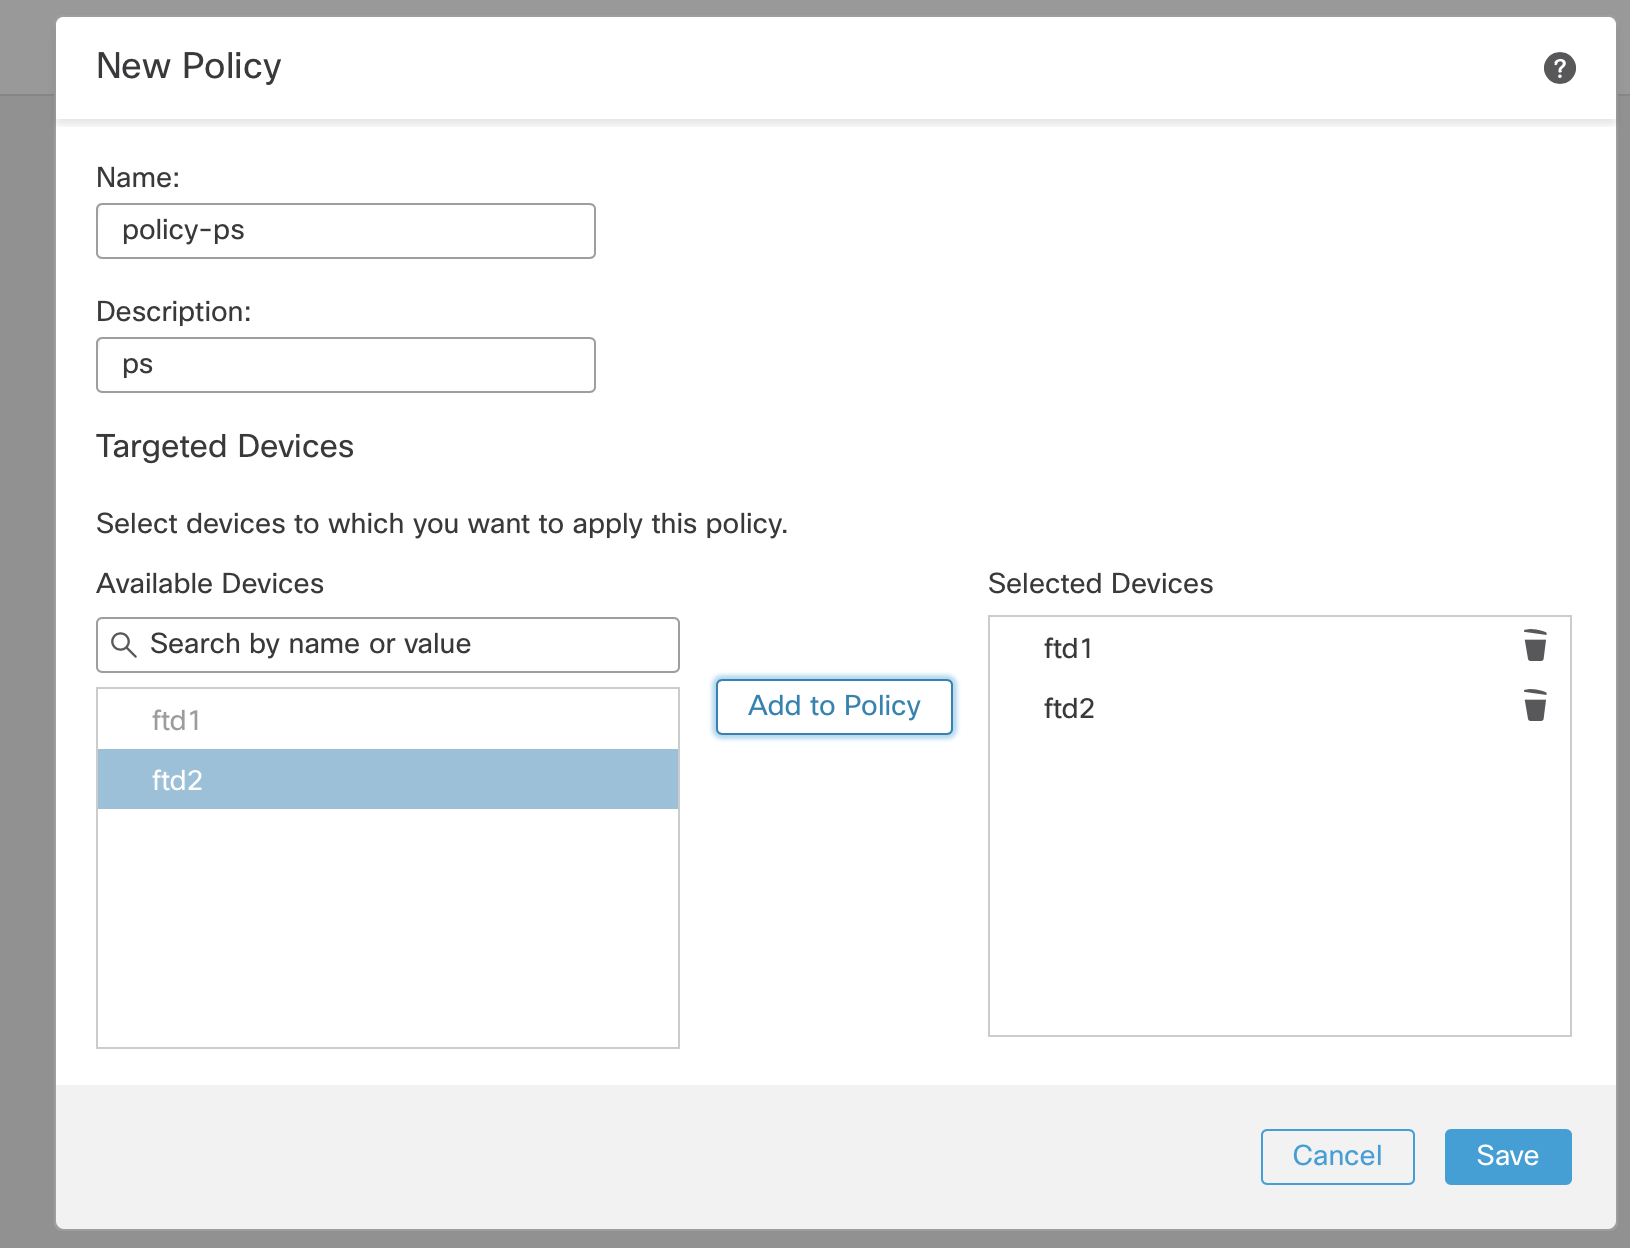 New Policy
?
Name:
policy-ps
Description:
ps
Targeted Devices
Select devices to which you want to apply this policy.
Available Devices
Search by name or value
ftd1
ftd2
Add to Policy
Selected Devices
ftd1
ftd2
Cancel
Save